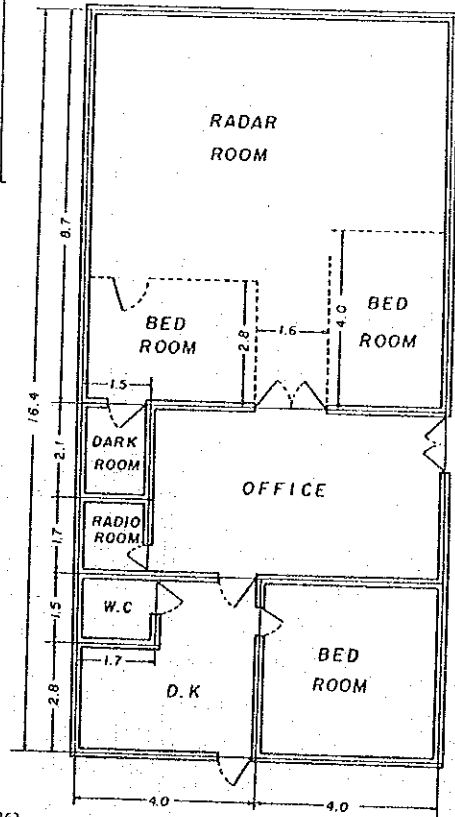 RADAR
ROOM
8.7
16.4
BED
ROOM
2.8
1.6
4.0
BED
ROOM
1.5
DARK
ROOM
2.1
OFFICE
RADIO
ROOM
1.7
W.C
1.5
1.7
BED
ROOM
D.K
2.8
4.0
4.0